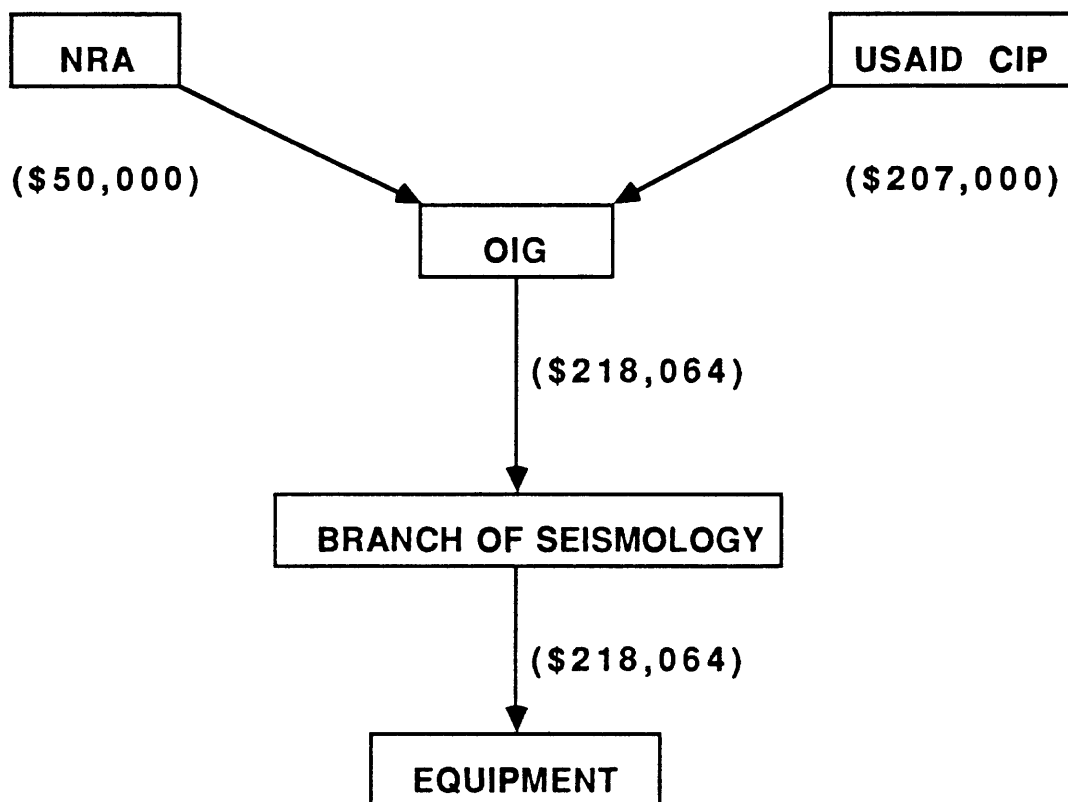 NRA
USAID CIP
($50,000)
($207,000)
OIG
($218,064)
BRANCH OF SEISMOLOGY
($218,064)
EQUIPMENT